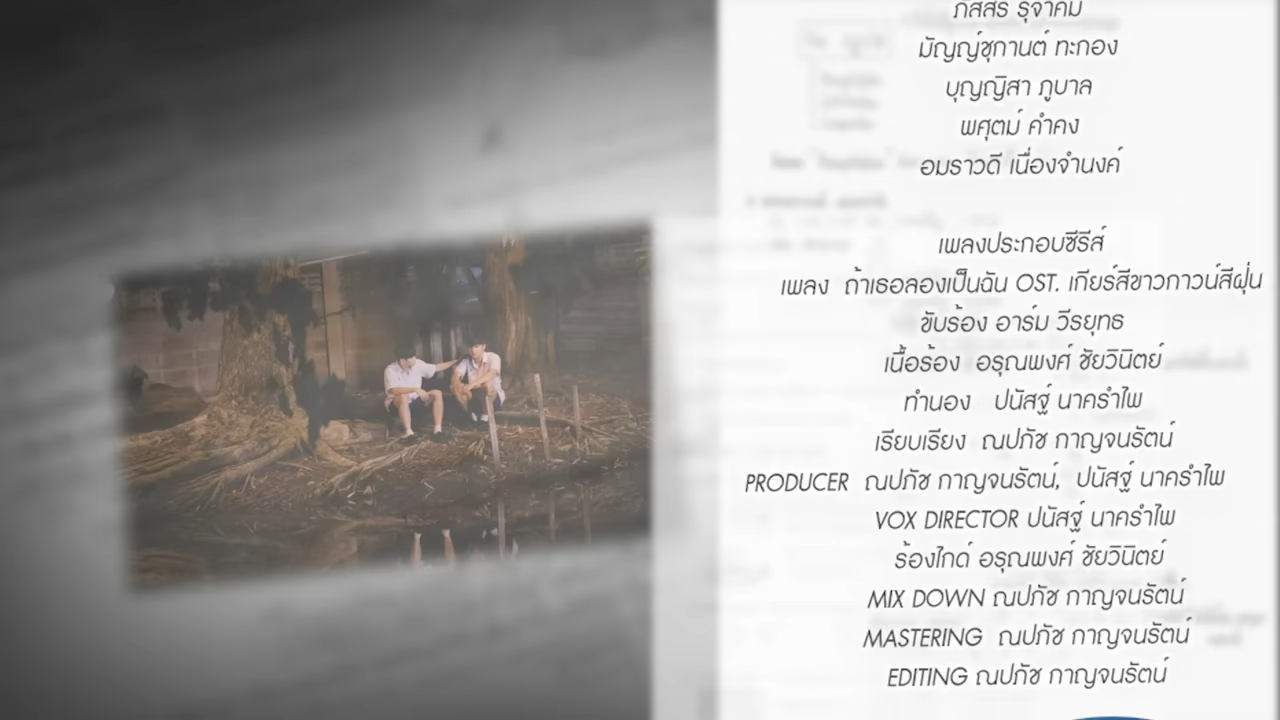 ภัสสร รุจาคม
มัญญ์ชุกานต์ ทะกอง
บุญญิสา ภูบาล
พศุตม์ คำคง
อมราวดี เนื่องจำนงค์
เพลงประกอบซีรีส์
เพลง ถ้าเธอลองเป็นฉัน OST. เกียร์สีขาวกาวน์สีฝุ่น
ขับร้อง อาร์ม วีรยุทธ
เนื้อร้อง อรุณพงศ์ ชัยวินิตย์
ทำนอง ปนัสฐ์ นาครำไพ
เรียบเรียง ณปภัช กาญจนรัตน์
PRODUCER ณปภัช กาญจนรัตน์, ปนัสฐ์ นาครำไพ
VOX DIRECTOR ปนัสฐ์ นาครำไพ
ร้องไกด์ อรุณพงศ์ ชัยวินิตย์
MIX DOWN ณปภัช กาญจนรัตน์
MASTERING ณปภัช กาญจนรัตน์
EDITING ณปภัช กาญจนรัตน์